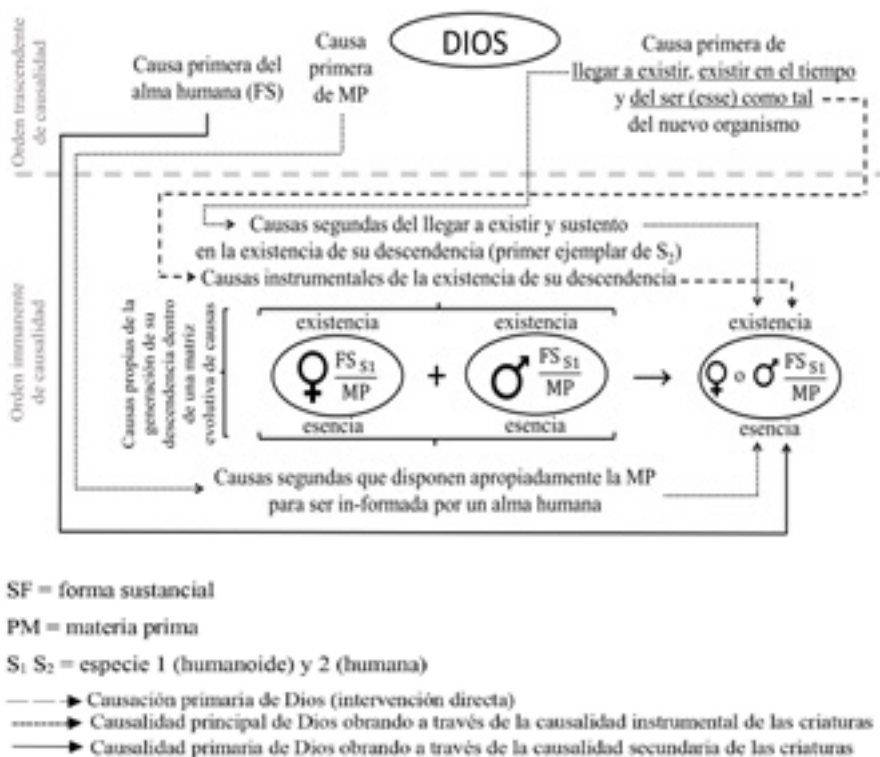 DIOS
Causa primera del
alma humana (FS)
Causa
primera
de MP
Causa primera de
llegar a existir, existir en el tiempo
y del ser (esse) como tal
del nuevo organismo
Orden trascendente
de causalidad
Orden inmanente
de causalidad
Causas segundas del llegar a existir y sustento
en la existencia de su descendencia (primer ejemplar de S₂)
Causas instrumentales de la existencia de su descendencia
Causas propias de la
generación de su
descendencia dentro
de una matriz
evolutiva de causas
existencia
♀ FS S1
MP
esencia
+
existencia
♂ FS S1
MP
esencia
existencia
♀ o ♂ FS S1
MP
esencia
Causas segundas que disponen apropiadamente la MP
para ser in-formada por un alma humana
SF = forma sustancial
PM = materia prima
S₁ S₂ = especie 1 (humanoide) y 2 (humana)
Causación primaria de Dios (intervención directa)
Causalidad principal de Dios obrando a través de la causalidad instrumental de las criaturas
Causalidad primaria de Dios obrando a través de la causalidad secundaria de las criaturas